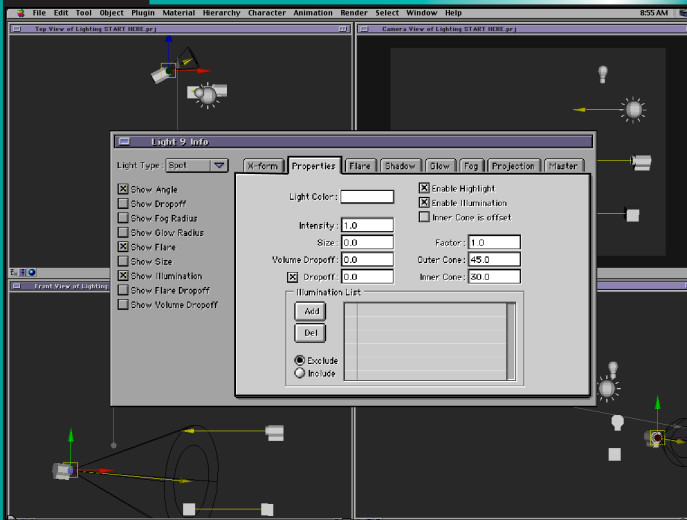 File Edit Tool Object Plugin Material Hierarchy Character Animation Render Select Window Help 8:55 AM
Top View of Lighting START HERE.prj
Camera View of Lighting START HERE.prj
Light 9 Info
Light Type: Spot
X-form Properties Flare Shadow Glow Fog Projection Master
Show Angle
Show Dropoff
Show Fog Radius
Show Glow Radius
Show Flare
Show Size
Show Illumination
Show Flare Dropoff
Show Volume Dropoff
Light Color:
Enable Highlight
Enable Illumination
Inner Cone is offset
Intensity: 1.0
Size: 0.0
Factor: 1.0
Volume Dropoff: 0.0
Outer Cone: 45.0
Dropoff: 0.0
Inner Cone: 30.0
Illumination List
Add
Del
Exclude
Include
Front View of Lighting